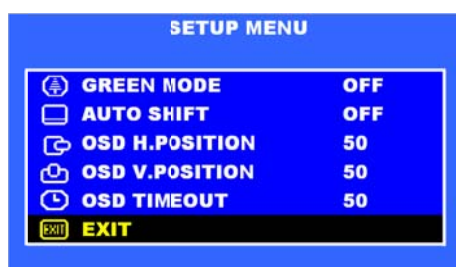 SETUP MENU
GREEN MODE OFF
AUTO SHIFT OFF
OSD H.POSITION 50
OSD V.POSITION 50
OSD TIMEOUT 50
EXIT EXIT